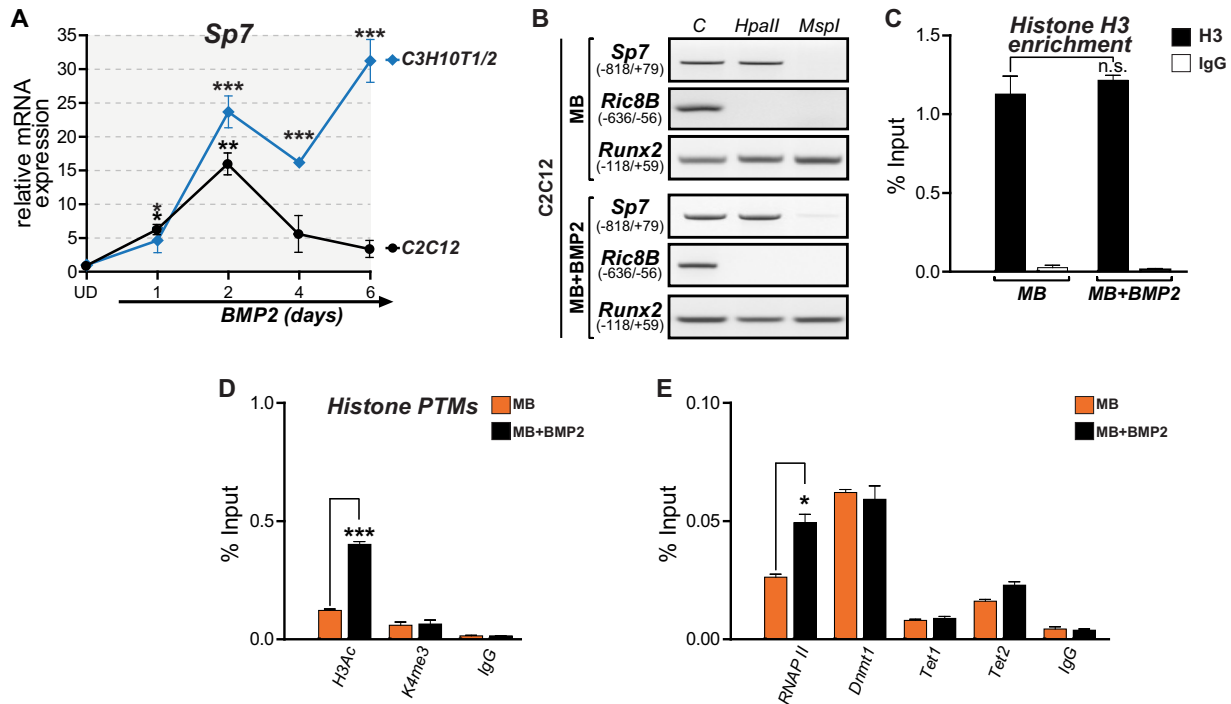 A
Sp7
relative mRNA
expression
35
30
25
20
15
10
5
0
***
***
***
**
*
*
C3H10T1/2
C2C12
UD
1
2
4
6
BMP2 (days)
B
C
HpaII
MspI
C2C12
MB
Sp7
(-818/+79)
Ric8B
(-636/-56)
Runx2
(-118/+59)
MB+BMP2
Sp7
(-818/+79)
Ric8B
(-636/-56)
Runx2
(-118/+59)
C
Histone H3
enrichment
n.s.
H3
IgG
% Input
1.5
1.0
0.5
0.0
MB
MB+BMP2
D
Histone PTMs
MB
MB+BMP2
% Input
1.0
0.5
0.0
***
H3Ac
K4me3
IgG
E
MB
MB+BMP2
% Input
0.10
0.05
0.00
*
RNAP II
Dnmt1
Tet1
Tet2
IgG